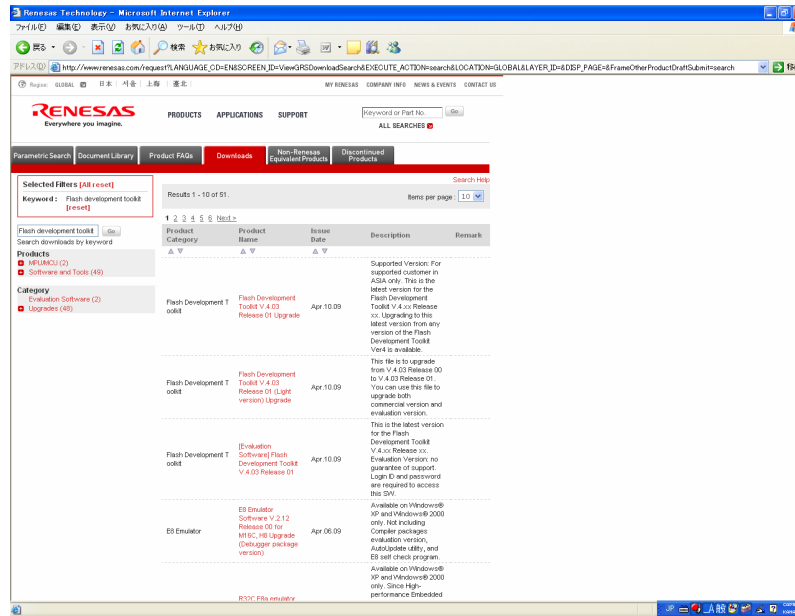 Renesas Technology - Microsoft Internet Explorer
ファイル(F) 編集(E) 表示(V) お気に入り(A) ツール(T) ヘルプ(H)
戻る 検索 お気に入り
アドレス(D) http://www.renesas.com/request?LANGUAGE_CD=EN&SCREEN_ID=ViewGRSDownloadSearch&EXECUTE_ACTION=search&LOCATION=GLOBAL&LAYER_ID=&DISP_PAGE=&FrameOtherProductDraftSubmit=search
Region: GLOBAL 日本 서울 上海 臺北 MY RENESAS COMPANY INFO NEWS & EVENTS CONTACT US
RENESAS
Everywhere you imagine.
PRODUCTS APPLICATIONS SUPPORT
Keyword or Part No. Go
ALL SEARCHES
Parametric Search Document Library Product FAQs Downloads Non-Renesas Equivalent Products Discontinued Products
Search Help
Selected Filters [All reset]
Keyword : Flash development toolkit
[reset]
Flash development toolkit Go
Search downloads by keyword
Products
MPU/MCU (2)
Software and Tools (49)
Category
Evaluation Software (2)
Upgrades (48)
Results 1 - 10 of 51.
Items per page : 10
1 2 3 4 5 6 Next >
Product Category Product Name Issue Date Description Remark
Flash Development T
oolkit
Flash Development
Toolkit V.4.03
Release 01 Upgrade
Apr.10.09
Supported Version: For
supported customer in
ASIA only. This is the
latest version for the
Flash Development
Toolkit V.4.xx Release
xx. Upgrading to this
latest version from any
version of the Flash
Development Toolkit
Ver4 is available.
Flash Development T
oolkit
Flash Development
Toolkit V.4.03
Release 01 (Light
version) Upgrade
Apr.10.09
This file is to upgrade
from V.4.03 Release 00
to V.4.03 Release 01.
You can use this file to
upgrade both
commercial version and
evaluation version.
Flash Development T
oolkit
[Evaluation
Software] Flash
Development Toolkit
V.4.03 Release 01
Apr.10.09
This is the latest version
for the Flash
Development Toolkit
V.4.xx Release xx.
Evaluation Version: no
guarantee of support.
Login ID and password
are required to access
this SW.
E8 Emulator
E8 Emulator
Software V.2.12
Release 00 for
M16C, H8 Upgrade
(Debugger package
version)
Apr.06.09
Available on Windows®
XP and Windows® 2000
only. Not including
Compiler packages
evaluation version,
AutoUpdate utility, and
E8 self check program.
R32C E8a emulator
Available on Windows®
XP and Windows® 2000
only. Since High-
performance Embedded
JP A 般